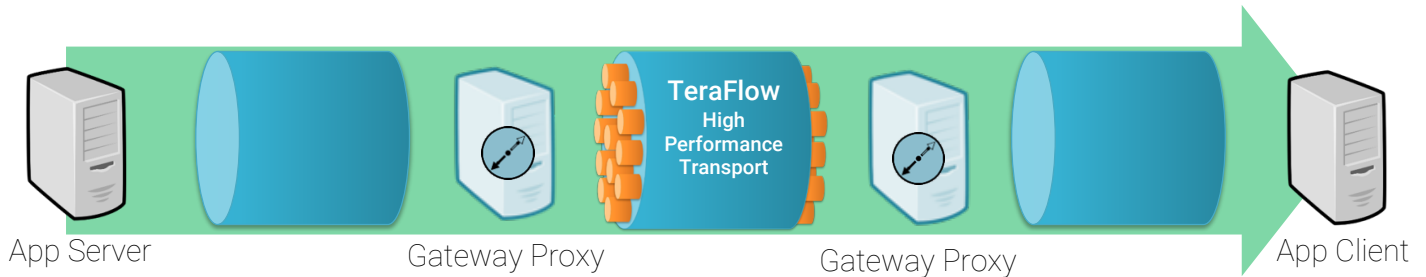 TeraFlow
High
Performance
Transport
App Server
Gateway Proxy
Gateway Proxy
App Client